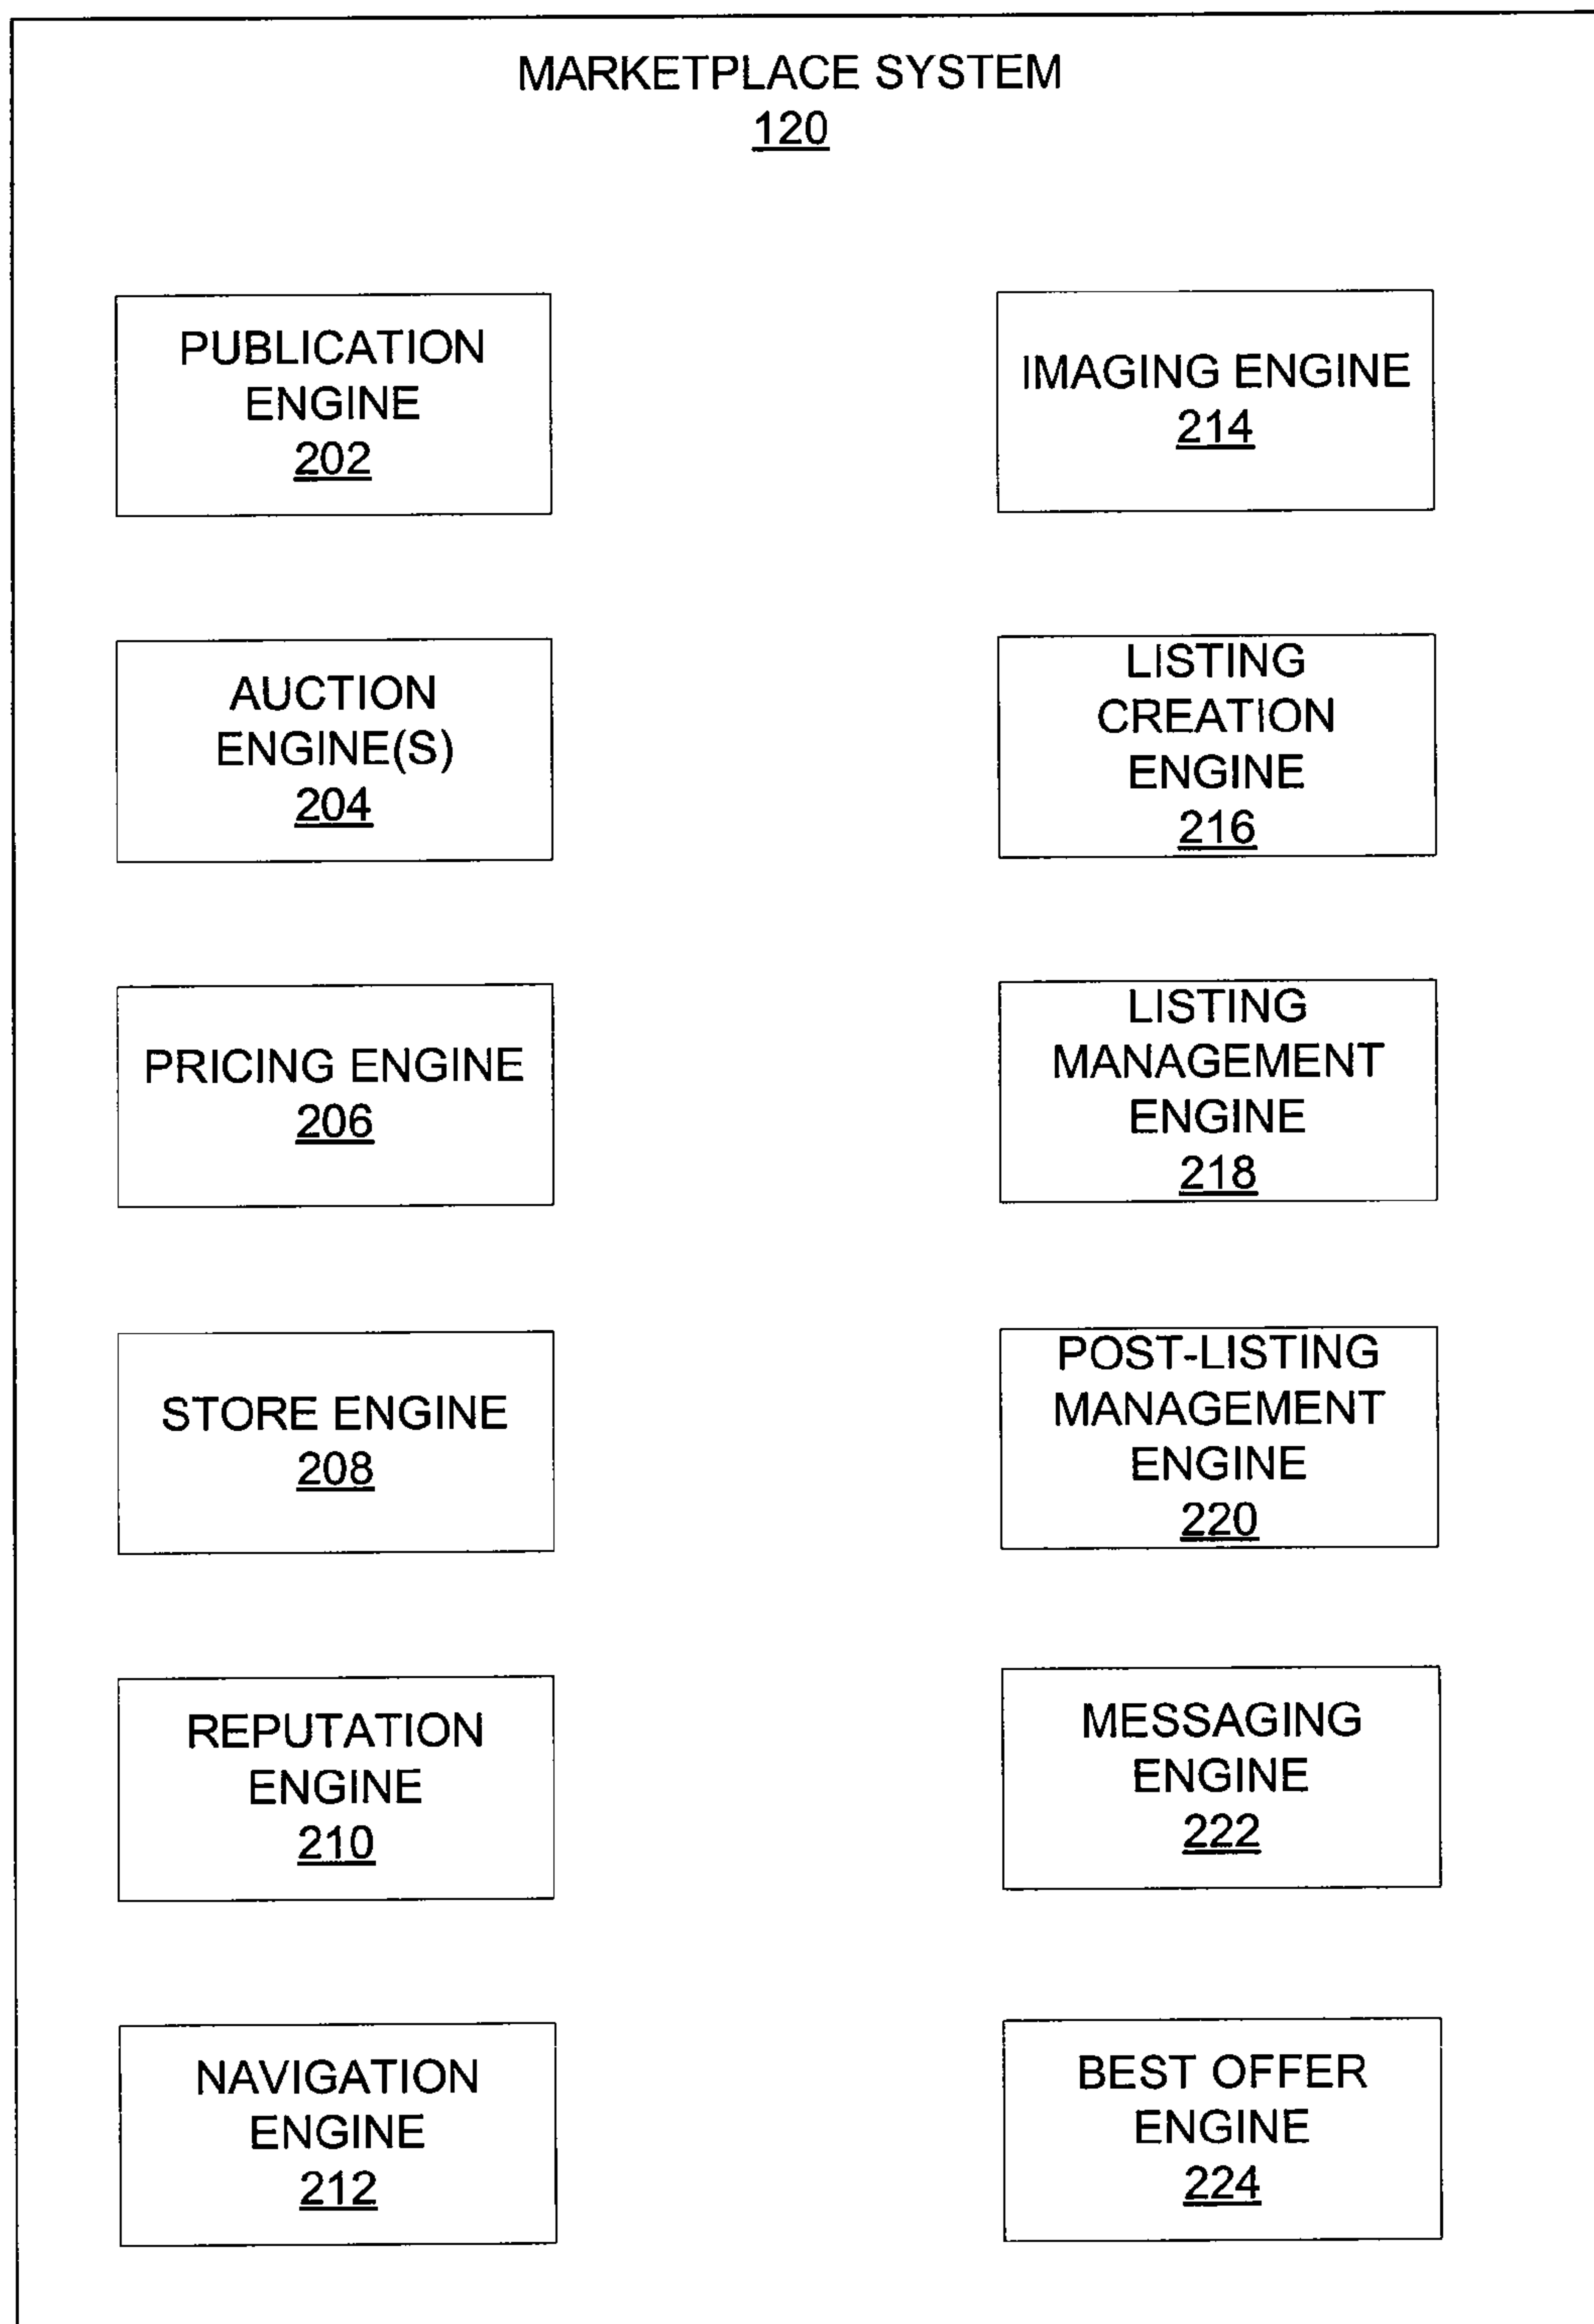 MARKETPLACE SYSTEM
120
PUBLICATION
ENGINE
202
AUCTION
ENGINE(S)
204
PRICING ENGINE
206
STORE ENGINE
208
REPUTATION
ENGINE
210
NAVIGATION
ENGINE
212
IMAGING ENGINE
214
LISTING
CREATION
ENGINE
216
LISTING
MANAGEMENT
ENGINE
218
POST-LISTING
MANAGEMENT
ENGINE
220
MESSAGING
ENGINE
222
BEST OFFER
ENGINE
224